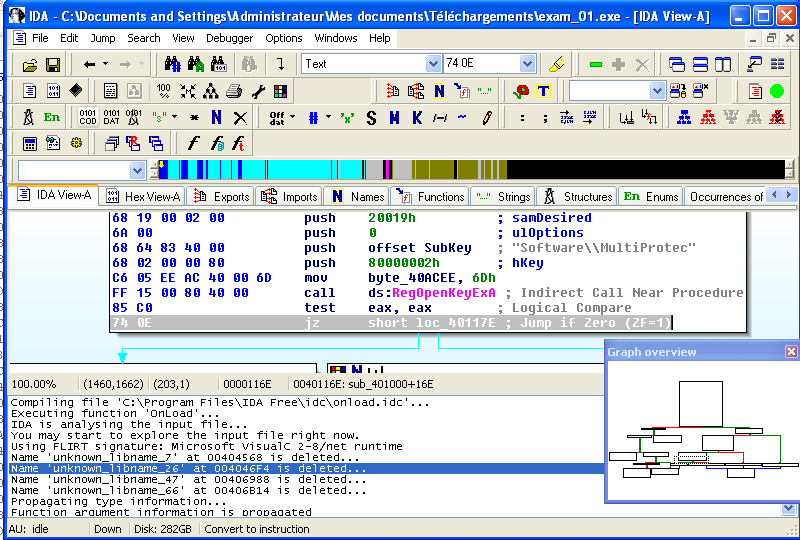 IDA - C:\Documents and Settings\Administrateur\Mes documents\Téléchargements\exam_01.exe - [IDA View-A]
File Edit Jump Search View Debugger Options Windows Help
Text 74 0E
100 %
En 0101 COD 0101 DAT "s" * N Off dat # 'x' S M K
IDA View-A Hex View-A Exports Imports Names Functions Strings Structures En Enums Occurrences of
68 19 00 02 00 push 20019h ; samDesired
6A 00 push 0 ; ulOptions
68 64 83 40 00 push offset SubKey ; "Software\\MultiProtec"
68 02 00 00 80 push 80000002h ; hKey
C6 05 EE AC 40 00 6D mov byte_40ACEE, 6Dh
FF 15 00 80 40 00 call ds:RegOpenKeyExA ; Indirect Call Near Procedure
85 C0 test eax, eax ; Logical Compare
74 0E jz short loc_40117E ; Jump if Zero (ZF=1)
Graph overview
100.00% (1460,1662) (203,1) 0000116E 0040116E: sub_401000+16E
Compiling file 'C:\Program Files\IDA Free\idc\onload.idc'...
Executing function 'OnLoad'...
IDA is analysing the input file...
You may start to explore the input file right now.
Using FLIRT signature: Microsoft VisualC 2-8/net runtime
Name 'unknown_libname_7' at 00404568 is deleted...
Name 'unknown_libname_26' at 004046F4 is deleted...
Name 'unknown_libname_47' at 00406988 is deleted...
Name 'unknown_libname_66' at 00406B14 is deleted...
Propagating type information...
Function argument information is propagated
AU: idle Down Disk: 282GB Convert to instruction